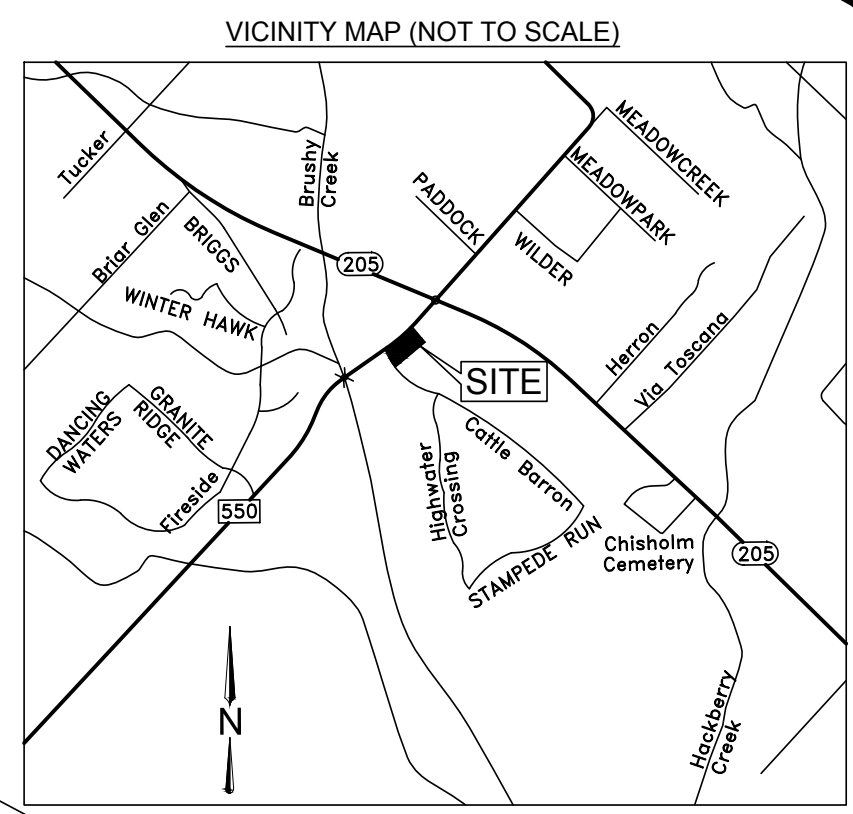 VICINITY MAP (NOT TO SCALE)
Tucker
Brushy
Creek
MEADOWCREEK
MEADOWPARK
PADDOCK
WILDER
Briar Glen
BRIGGS
205
WINTER HAWK
Herron
Via Toscana
SITE
DANCING
WATERS
GRANITE
RIDGE
Fireside
550
Highwater
Crossing
Cattle Barron
STAMPEDE RUN
Chisholm
Cemetery
205
Hackberry
Creek
N